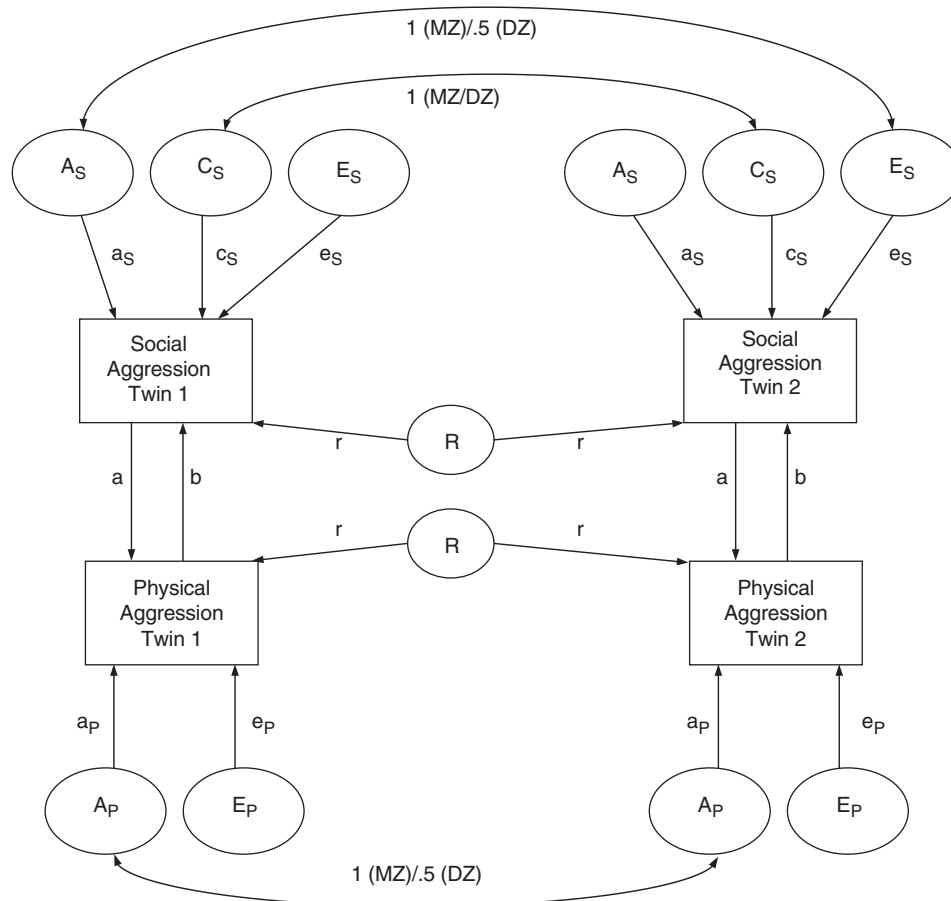 1 (MZ)/.5 (DZ)
1 (MZ/DZ)
A_S C_S E_S A_S C_S E_S
a_S c_S e_S a_S c_S e_S
Social
Aggression
Twin 1
Social
Aggression
Twin 2
r R r
a b a b
r R r
Physical
Aggression
Twin 1
Physical
Aggression
Twin 2
a_P e_P a_P e_P
A_P E_P A_P E_P
1 (MZ)/.5 (DZ)